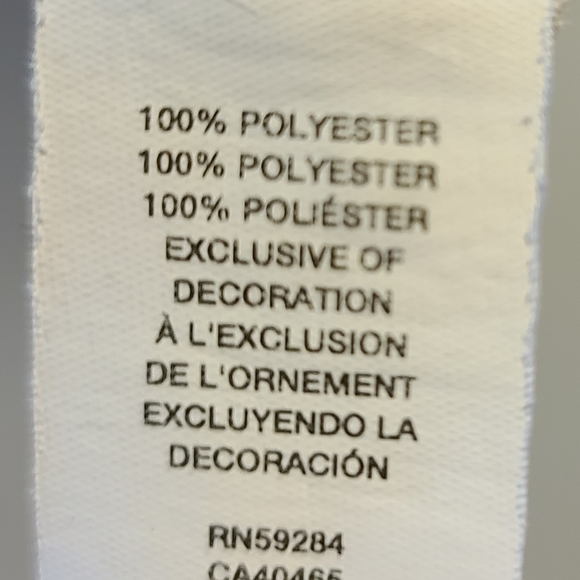 100% POLYESTER
100% POLYESTER
100% POLIÉSTER
EXCLUSIVE OF
DECORATION
À L'EXCLUSION
DE L'ORNEMENT
EXCLUYENDO LA
DECORACIÓN
RN59284
CA40465